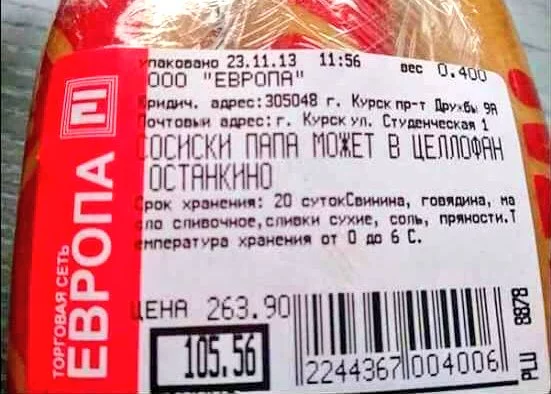 упаковано 23.11.13 11:56 вес 0.400
ООО "ЕВРОПА"
Юридич. адрес:305048 г. Курск пр-т Дружбы 9А
Почтовый адрес:г. Курск ул. Студенческая 1
СОСИСКИ ПАПА МОЖЕТ В ЦЕЛЛОФАН
ОСТАНКИНО
Срок хранения: 20 сутокСвинина, говядина, ма
сло сливочное,сливки сухие, соль, пряности.Т
емпература хранения от 0 до 6 С.
ЦЕНА 263.90
105.56
2244367 004006
PLU 8878
ТОРГОВАЯ СЕТЬ
ЕВРОПА